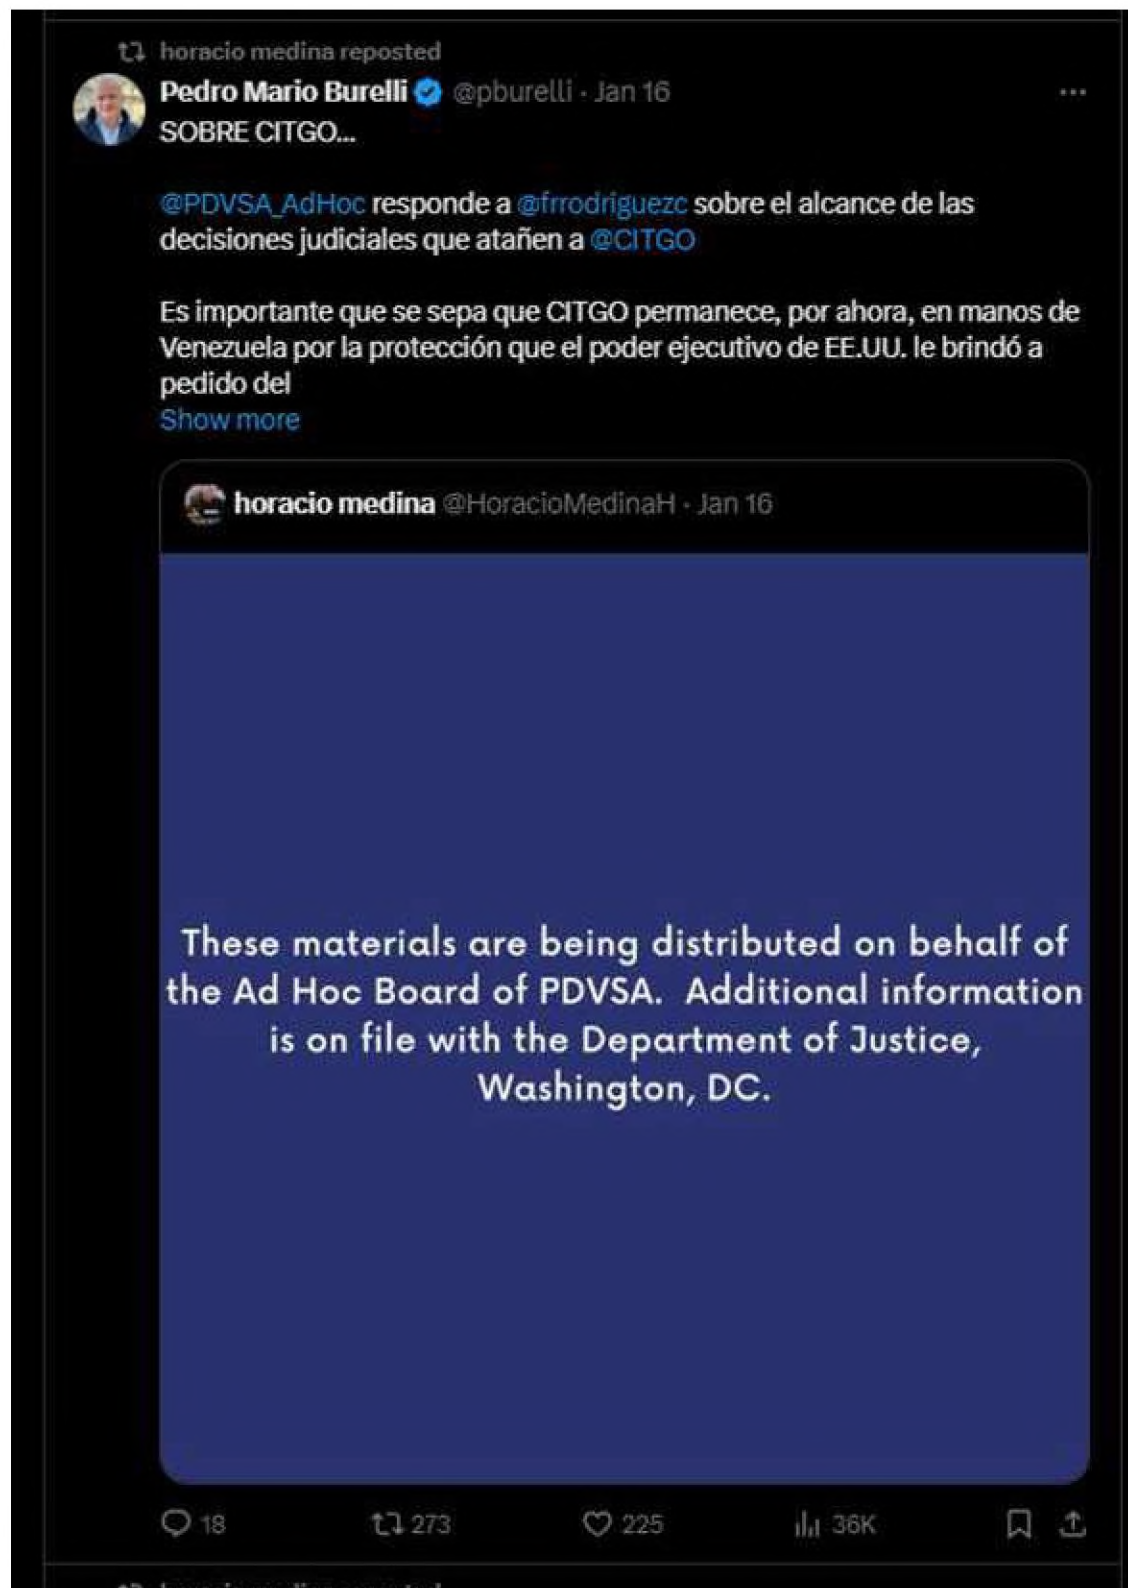 horacio medina reposted
Pedro Mario Burelli @pburelli · Jan 16
SOBRE CITGO...
@PDVSA_AdHoc responde a @frrodriguezc sobre el alcance de las
decisiones judiciales que atañen a @CITGO
Es importante que se sepa que CITGO permanece, por ahora, en manos de
Venezuela por la protección que el poder ejecutivo de EE.UU. le brindó a
pedido del
Show more
horacio medina @HoracioMedinaH · Jan 16
These materials are being distributed on behalf of
the Ad Hoc Board of PDVSA. Additional information
is on file with the Department of Justice,
Washington, DC.
18 273 225 36K